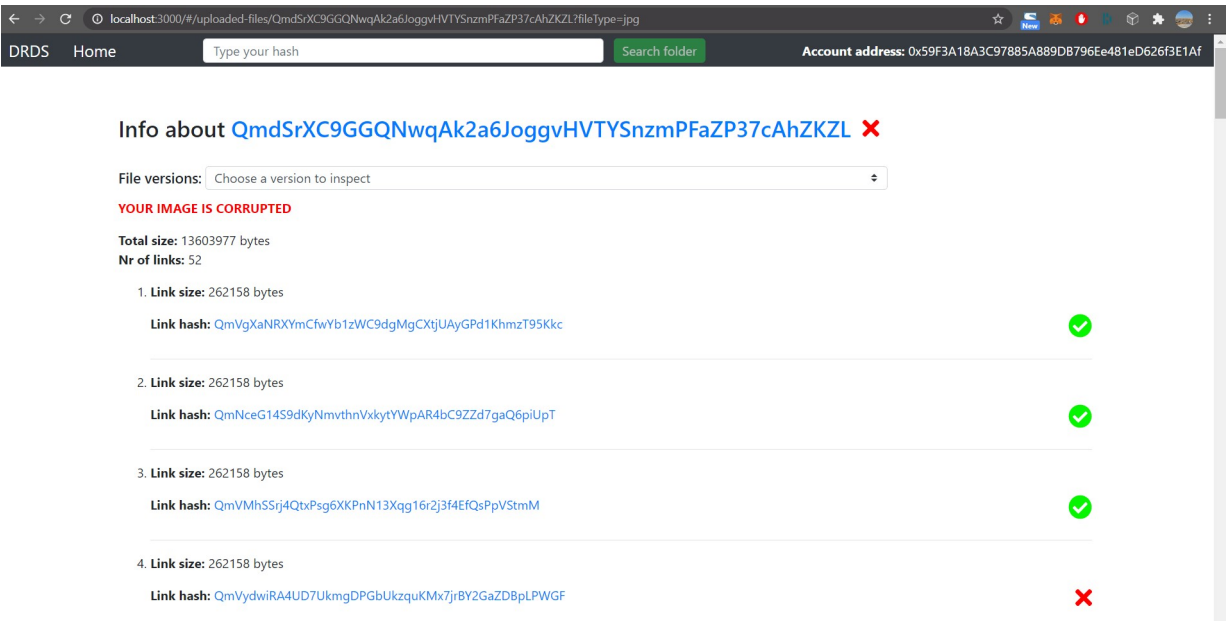 localhost:3000/#/uploaded-files/QmdSrXC9GGQNwqAk2a6JoggvHVTYSnzmPFaZP37cAhZKZL?fileType=jpg
New
DRDS Home Type your hash Search folder Account address: 0x59F3A18A3C97885A889DB796Ee481eD626f3E1Af
Info about QmdSrXC9GGQNwqAk2a6JoggvHVTYSnzmPFaZP37cAhZKZL
File versions: Choose a version to inspect
YOUR IMAGE IS CORRUPTED
Total size: 13603977 bytes
Nr of links: 52
1. Link size: 262158 bytes
Link hash: QmVgXaNRXYmCfwYb1zWC9dgMgCXtjUAyGPd1KhmzT95Kkc
2. Link size: 262158 bytes
Link hash: QmNceG14S9dKyNmvthnVxkytYWpAR4bC9ZZd7gaQ6piUpT
3. Link size: 262158 bytes
Link hash: QmVMhSSrj4QtxPsg6XKPnN13Xqg16r2j3f4EfQsPpVStmM
4. Link size: 262158 bytes
Link hash: QmVydwiRA4UD7UkmgDPGbUkzquKMx7jrBY2GaZDBpLPWGF